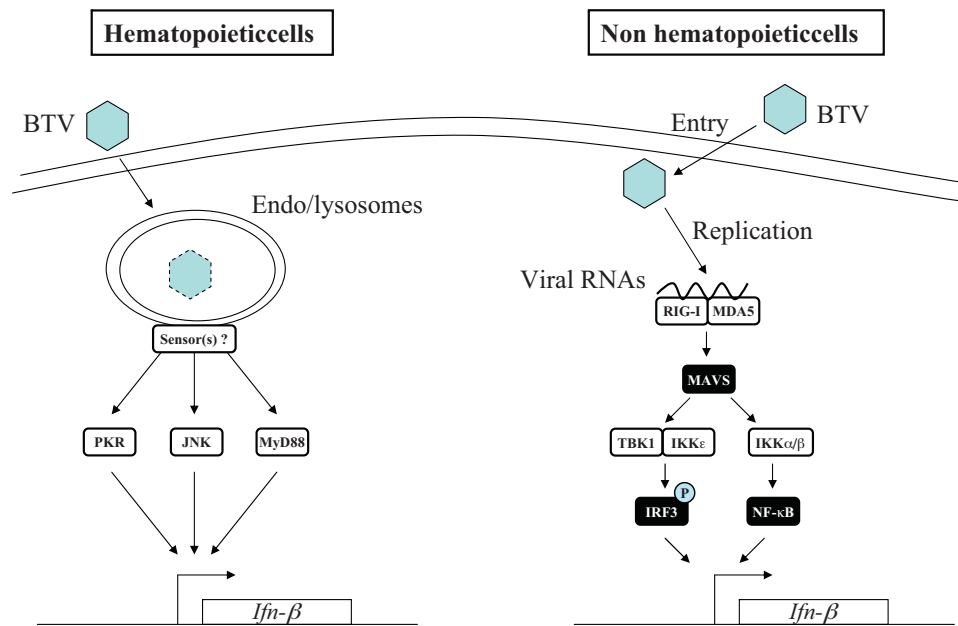 Hematopoieticcells
Non hematopoieticcells
BTV
BTV
Entry
Endo/lysosomes
Replication
Viral RNAs
RIG-I MDA5
Sensor(s) ?
MAVS
PKR JNK MyD88
TBK1 IKKε IKKα/β
P
IRF3 NF-κB
Ifn-β
Ifn-β